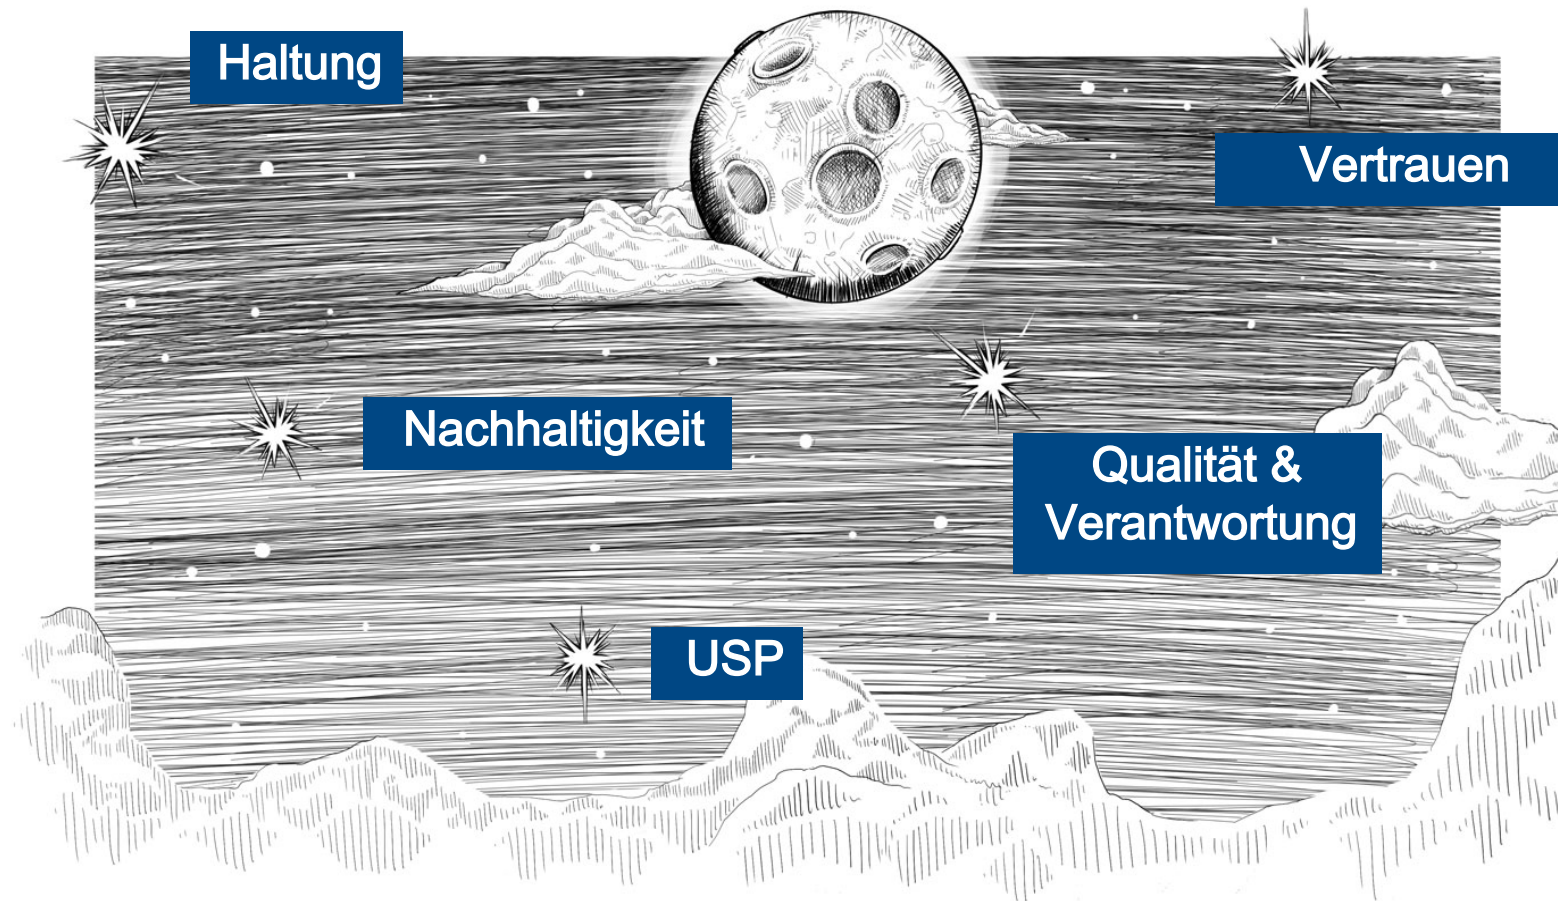 Haltung
Vertrauen
Nachhaltigkeit
Qualität &
Verantwortung
USP